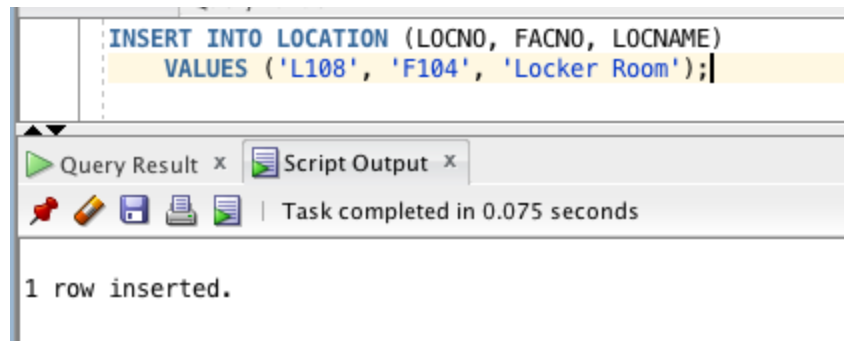 INSERT INTO LOCATION (LOCNO, FACNO, LOCNAME)
VALUES ('L108', 'F104', 'Locker Room');
Query Result x Script Output x
| Task completed in 0.075 seconds
1 row inserted.